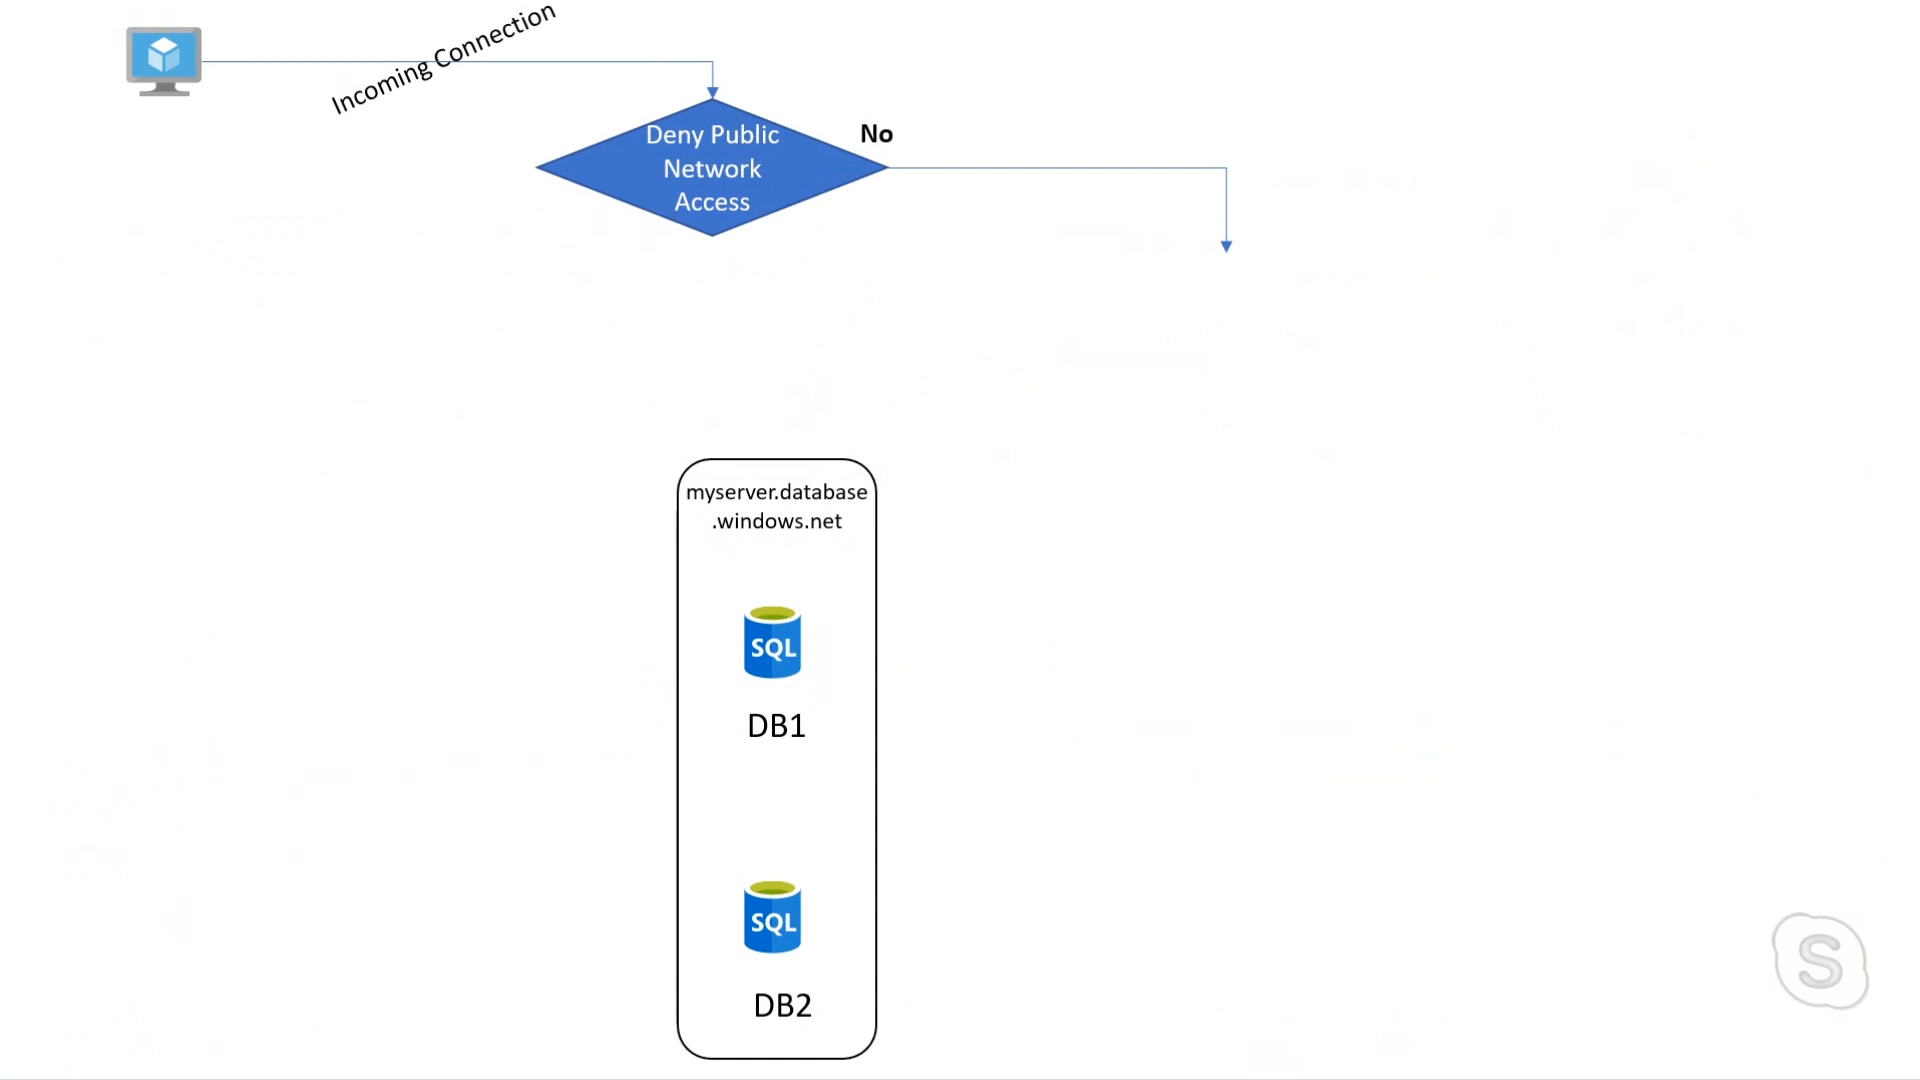 Incoming Connection
Deny Public
Network
Access
No
myserver.database
.windows.net
SQL
DB1
SQL
DB2
S